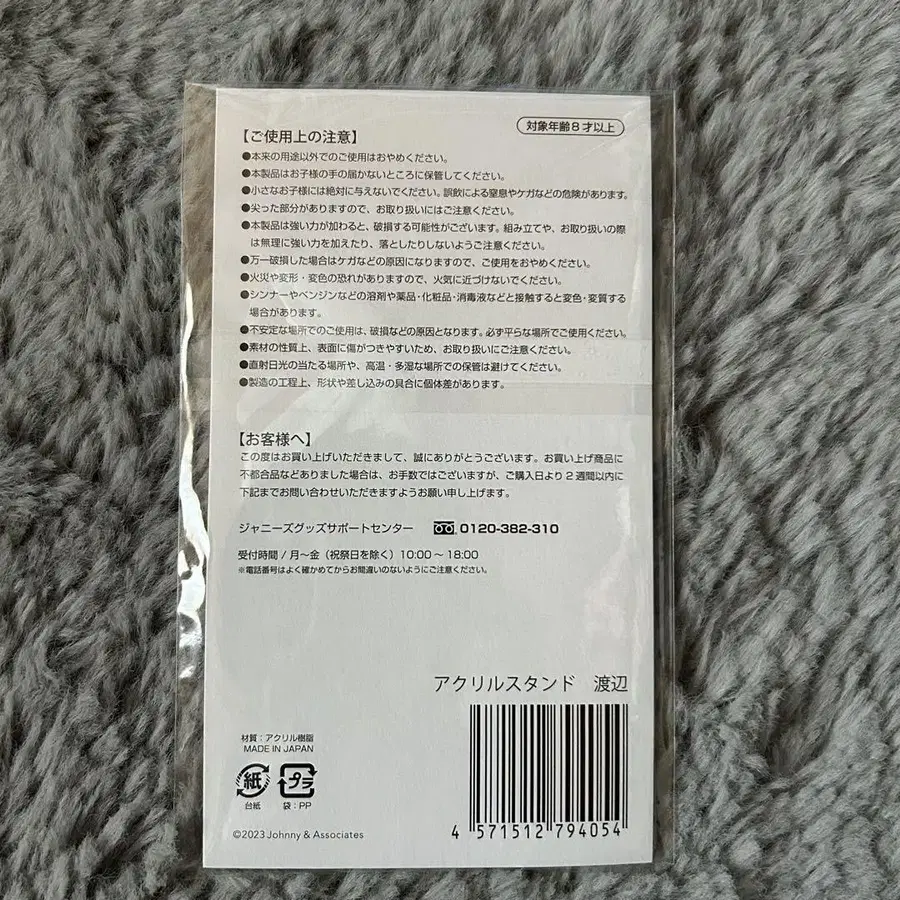 対象年齢8才以上
【ご使用上の注意】
●本来の用途以外でのご使用はおやめください。
●本製品はお子様の手の届かないところに保管してください。
●小さなお子様には絶対に与えないでください。誤飲による窒息やケガなどの危険があります。
●尖った部分がありますので、お取り扱いにはご注意ください。
●本製品は強い力が加わると、破損する可能性がございます。組み立てや、お取り扱いの際
は無理に強い力を加えたり、落としたりしないようご注意ください。
●万一破損した場合はケガなどの原因になりますので、ご使用をおやめください。
●火災や変形・変色の恐れがありますので、火気に近づけないでください。
●シンナーやベンジンなどの溶剤や薬品・化粧品・消毒液などと接触すると変色・変質する
場合があります。
●不安定な場所でのご使用は、破損などの原因となります。必ず平らな場所でご使用ください。
●素材の性質上、表面に傷がつきやすいため、お取り扱いにご注意ください。
●直射日光の当たる場所や、高温・多湿な場所での保管は避けてください。
●製造の工程上、形状や差し込みの具合に個体差があります。
【お客様へ】
この度はお買い上げいただきまして、誠にありがとうございます。お買い上げ商品に
不都合品などありました場合は、お手数ではございますが、ご購入日より2週間以内に
下記までお問い合わせいただきますようお願い申し上げます。
ジャニーズグッズサポートセンター 0120-382-310
受付時間/月〜金（祝祭日を除く）10:00〜18:00
※電話番号はよく確かめてからお間違いのないようにご注意ください。
アクリルスタンド 渡辺
材質：アクリル樹脂
MADE IN JAPAN
紙 プラ
台紙 袋：PP
©2023 Johnny & Associates
4 571512 794054